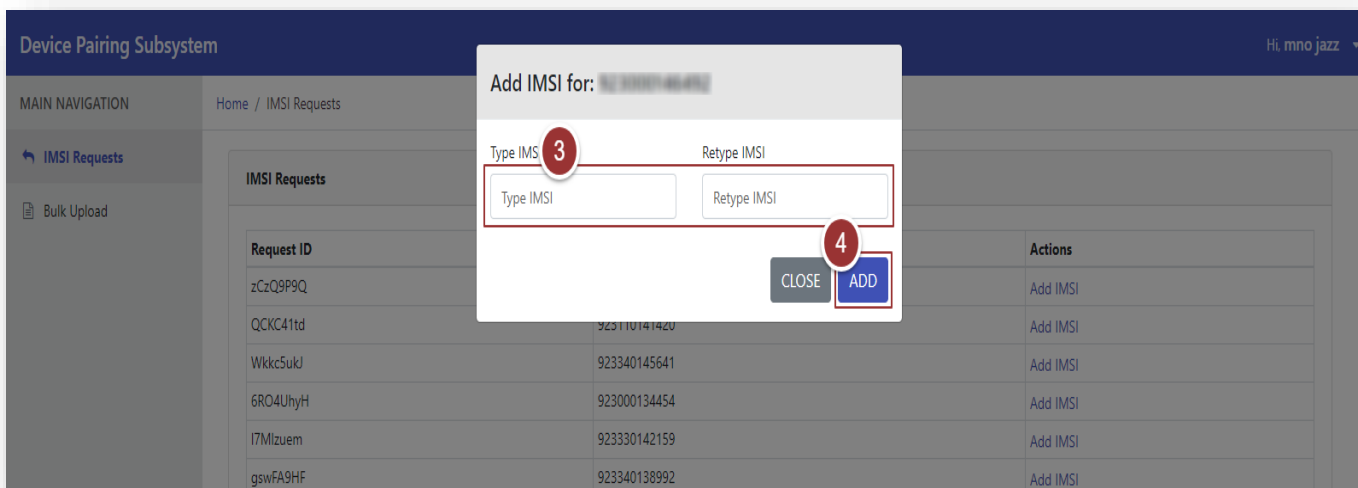 Device Pairing Subsystem
Hi, mno jazz
MAIN NAVIGATION
IMSI Requests
Bulk Upload
Home / IMSI Requests
IMSI Requests
Add IMSI for:
Type IMS
3
Retype IMSI
Type IMSI
Retype IMSI
4
CLOSE
ADD
Request ID
Actions
zCzQ9P9Q
Add IMSI
QCKC41td
923110141420
Add IMSI
Wkkc5ukJ
923340145641
Add IMSI
6RO4UhyH
923000134454
Add IMSI
I7MIzuem
923330142159
Add IMSI
gswFA9HF
923340138992
Add IMSI